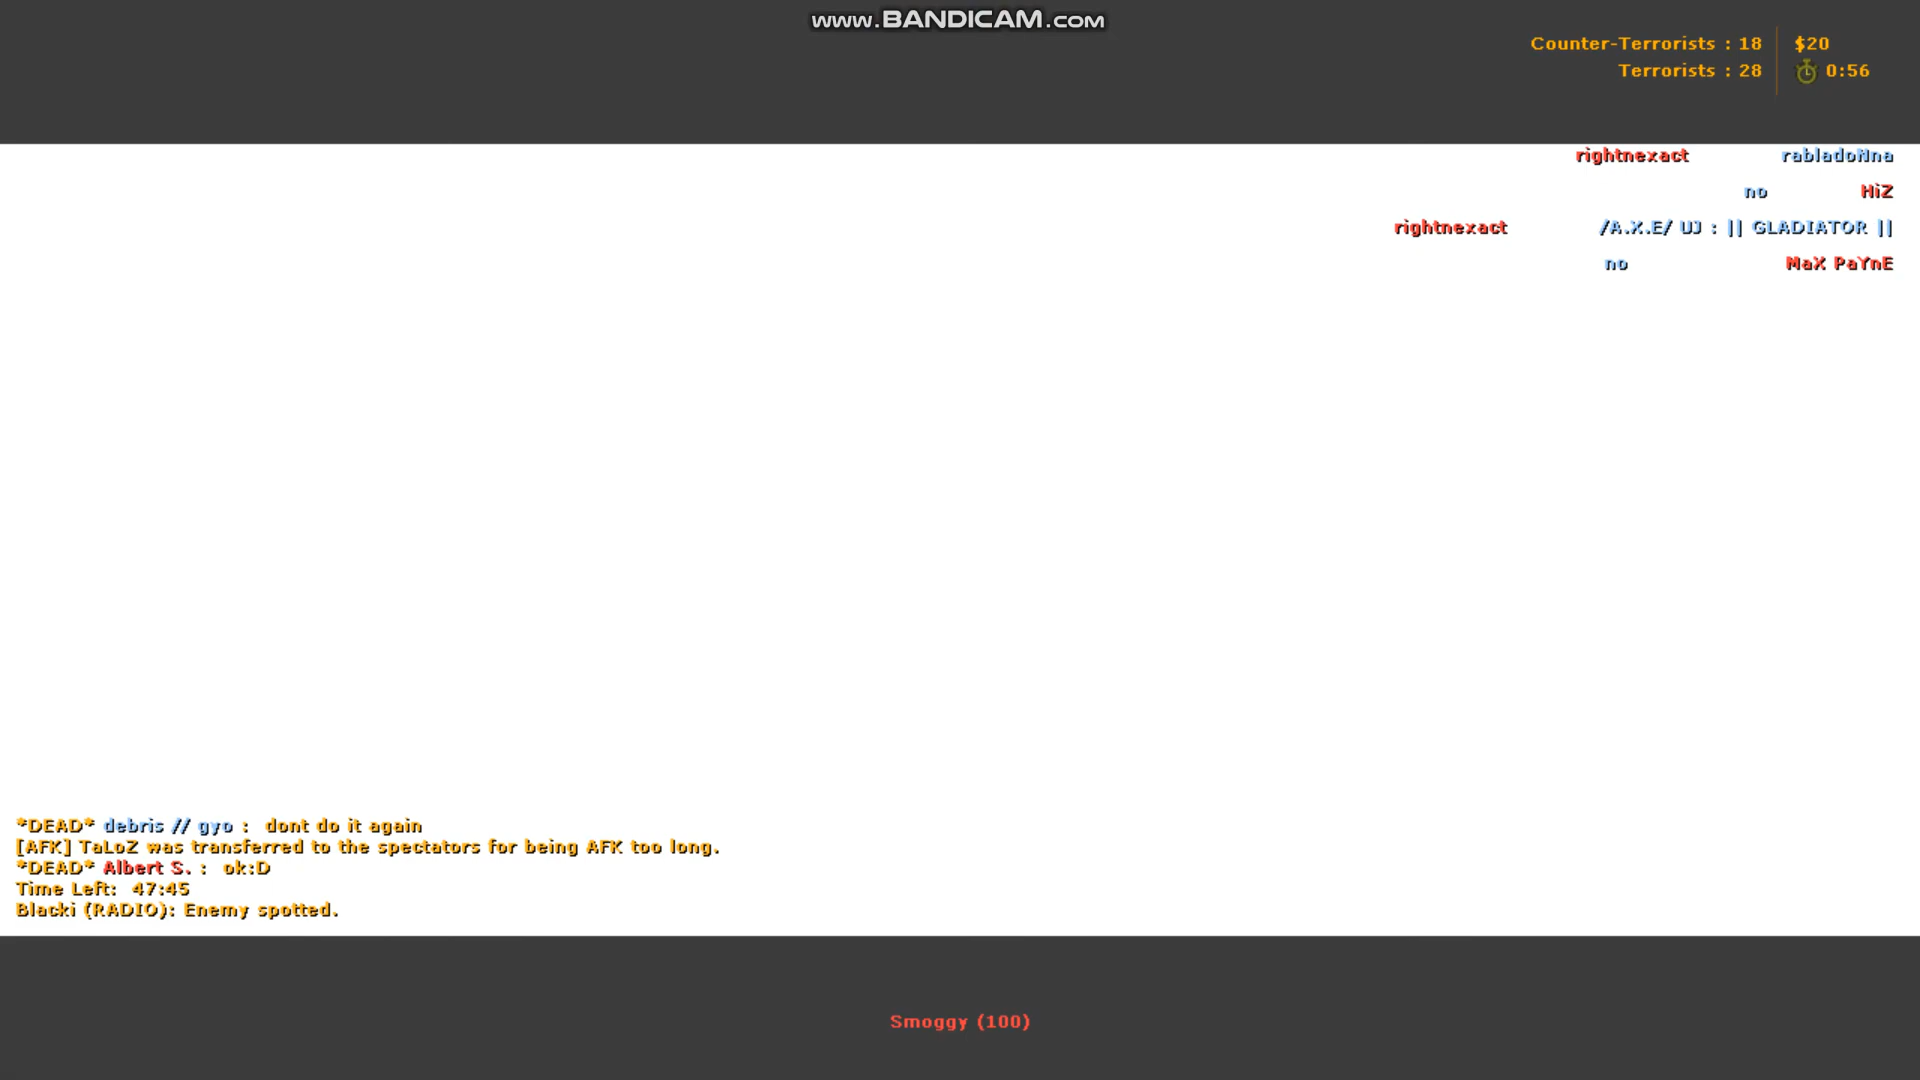 www.BANDICAM.com
Counter-Terrorists : 18 $20
Terrorists : 28 0:56
rightnexact rabladoNna
no HiZ
rightnexact /A.X.E/ UJ : || GLADIATOR ||
no MaX PaYnE
*DEAD* debris // gyo : dont do it again
[AFK] TaLoZ was transferred to the spectators for being AFK too long.
*DEAD* Albert S. : ok:D
Time Left: 47:45
Blacki (RADIO): Enemy spotted.
Smoggy (100)